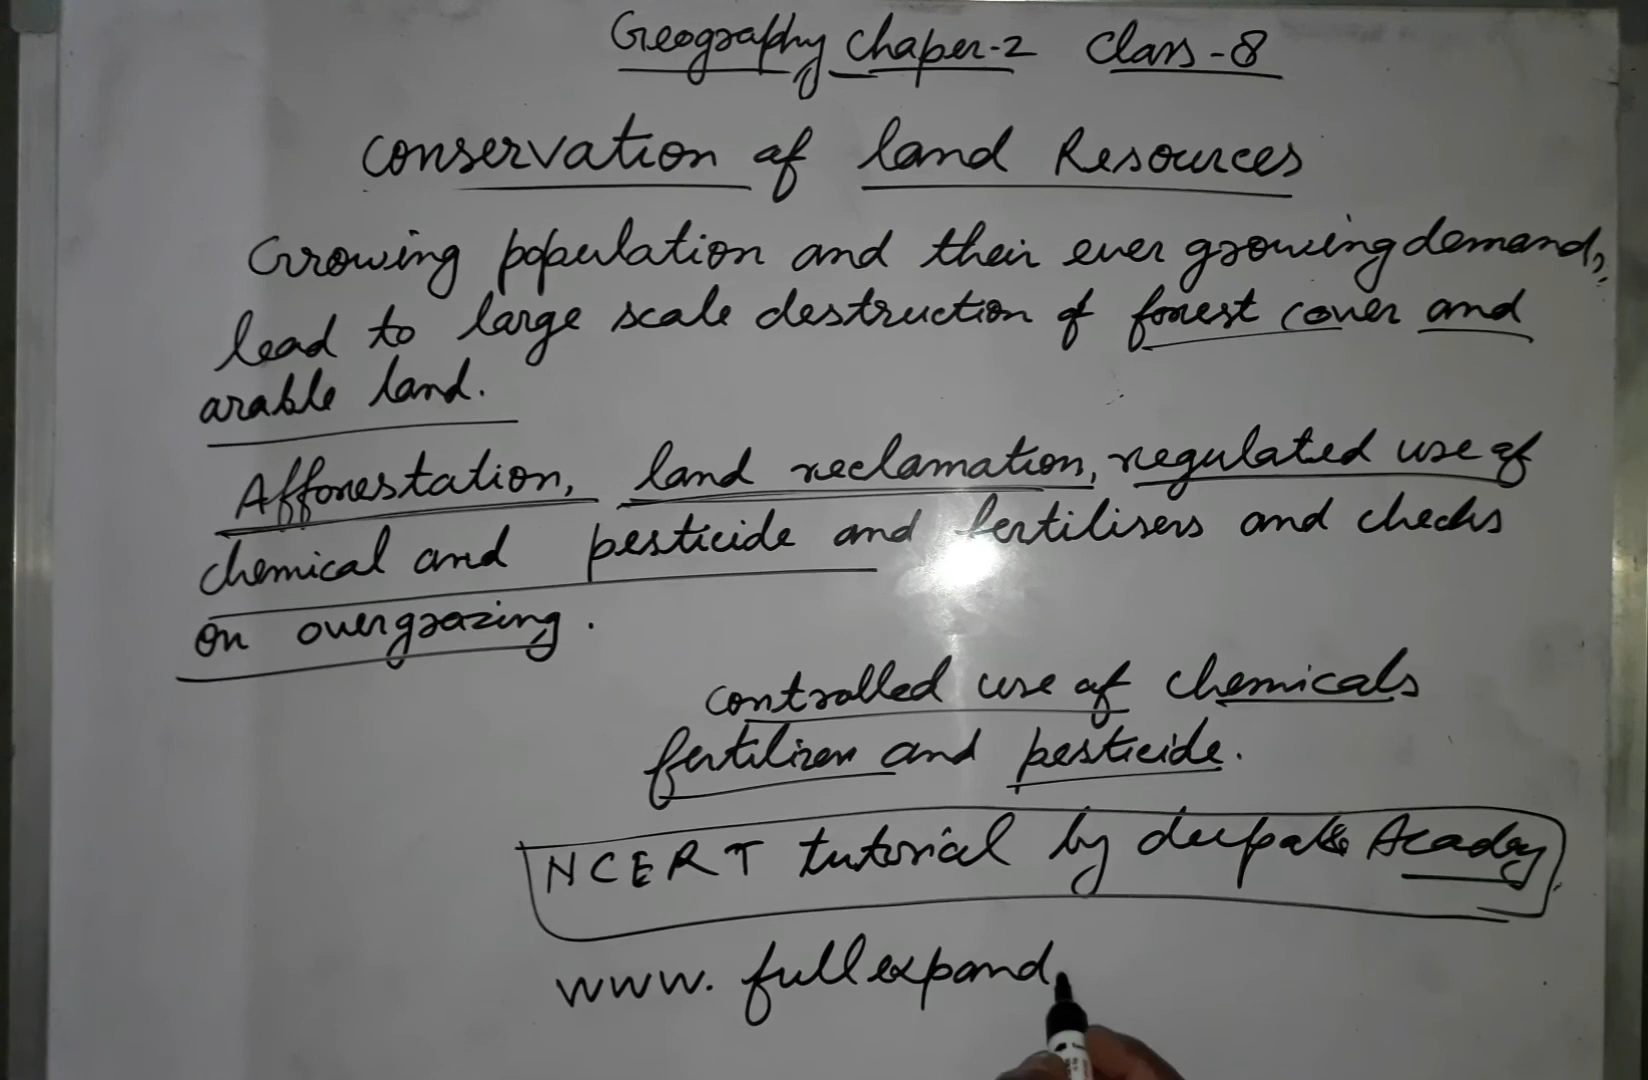 Geography Chaper-2 Class-8
Conservation of land Resources
Growing population and their ever growing demand,
lead to large scale destruction of forest cover and
arable land.
Afforestation, land reclamation, regulated use of
chemical and pesticide and fertilisers and checks
on overgrazing.
controlled use of chemicals
fertilizer and pesticide.
NCERT tutorial by deepak Acadey
www.fullexpand